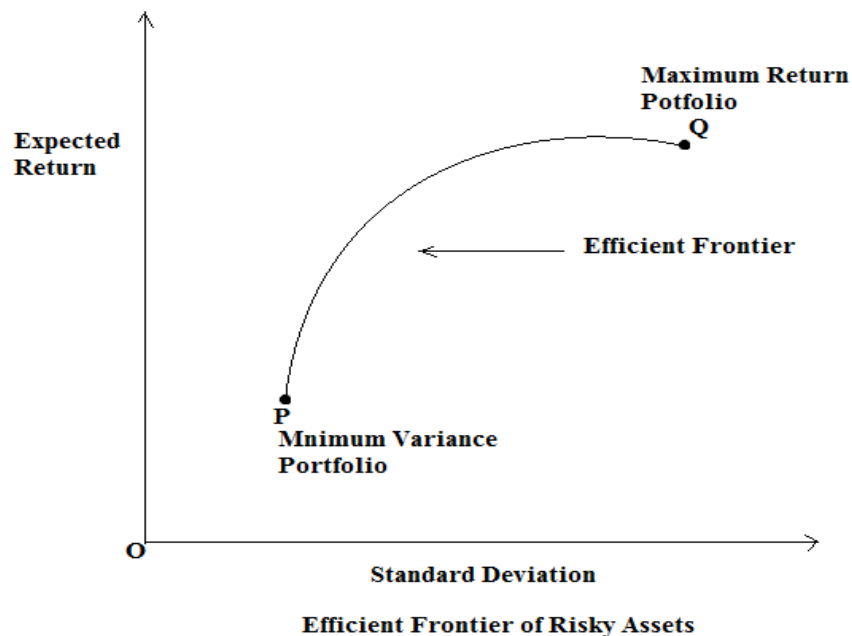 Maximum Return
Potfolio
Q
Expected
Return
Efficient Frontier
P
Mnimum Variance
Portfolio
O
Standard Deviation
Efficient Frontier of Risky Assets